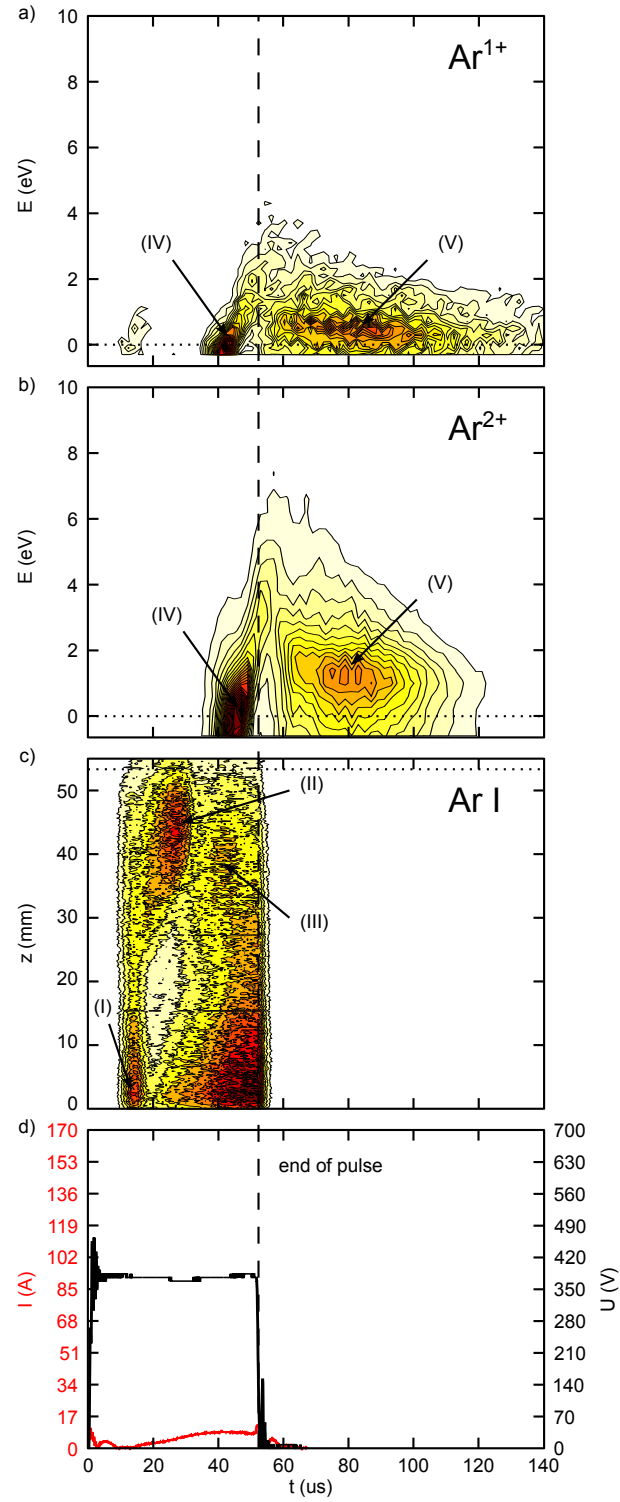 a)
10
8
6
4
2
0
E (eV)
Ar1+
(IV)
(V)
b)
10
8
6
4
2
0
E (eV)
Ar2+
(IV)
(V)
c)
50
40
30
20
10
0
z (mm)
Ar I
(II)
(III)
(I)
d)
170
153
136
119
102
85
68
51
34
17
0
I (A)
end of pulse
700
630
560
490
420
350
280
210
140
70
0
U (V)
0 20 40 60 80 100 120 140
t (us)